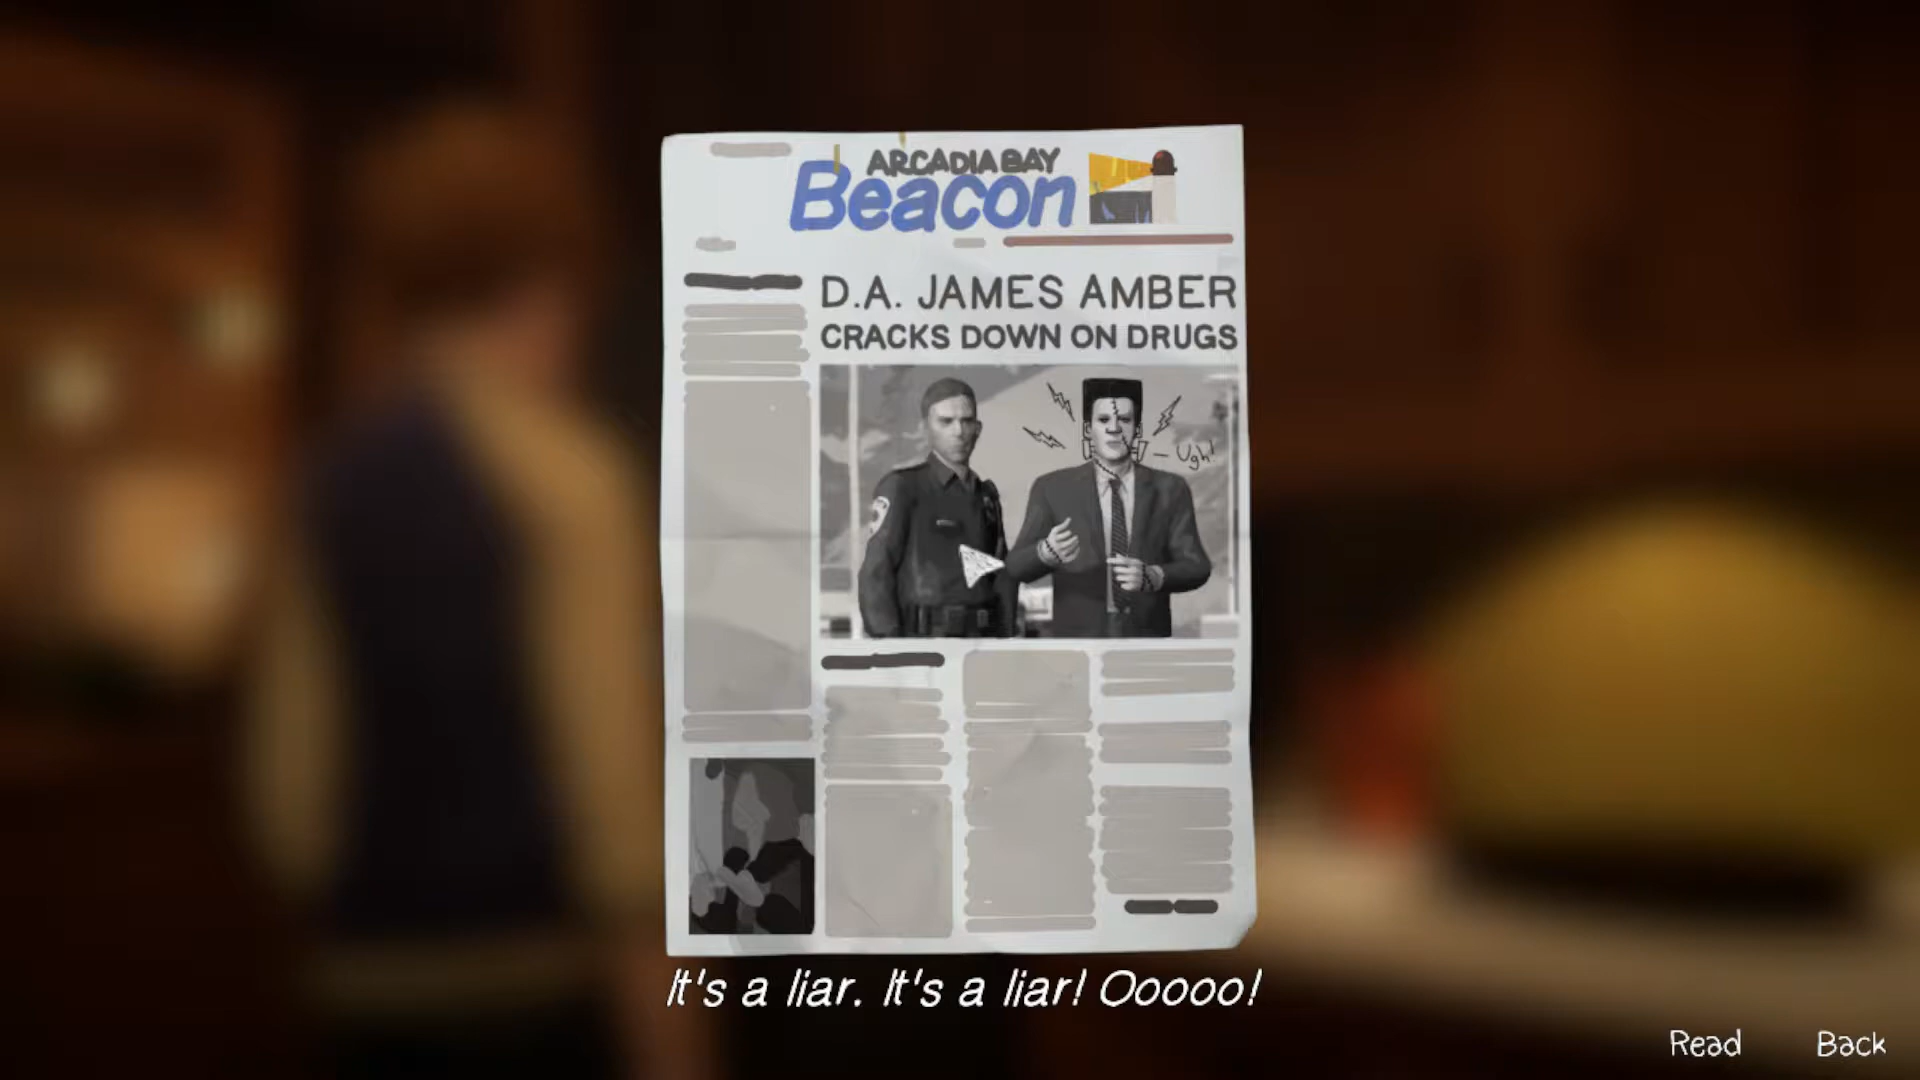 ARCADIA BAY
Beacon
D.A. JAMES AMBER
CRACKS DOWN ON DRUGS
– Ugh!
It's a liar. It's a liar! Ooooo!
Read Back